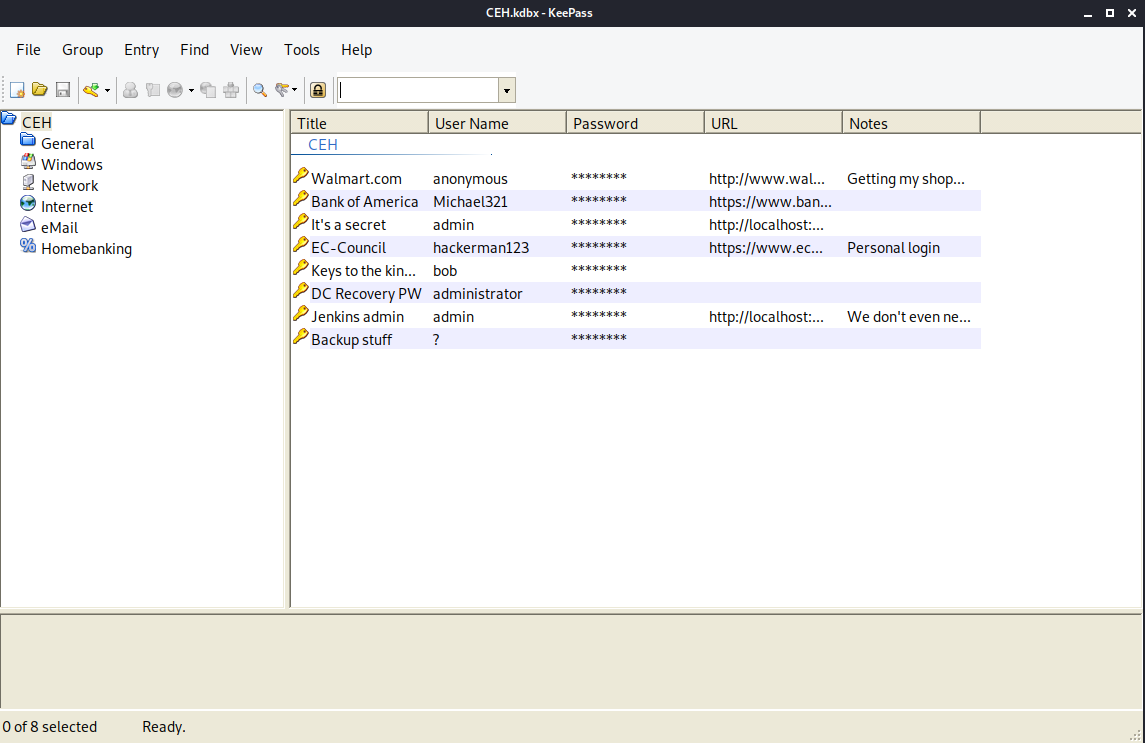 CEH.kdbx - KeePass
File Group Entry Find View Tools Help
CEH
General
Windows
Network
Internet
eMail
Homebanking
Title User Name Password URL Notes
CEH
Walmart.com anonymous ******** http://www.wal... Getting my shop...
Bank of America Michael321 ******** https://www.ban...
It's a secret admin ******** http://localhost:...
EC-Council hackerman123 ******** https://www.ec... Personal login
Keys to the kin... bob ********
DC Recovery PW administrator ********
Jenkins admin admin ******** http://localhost:... We don't even ne...
Backup stuff ? ********
0 of 8 selected Ready.